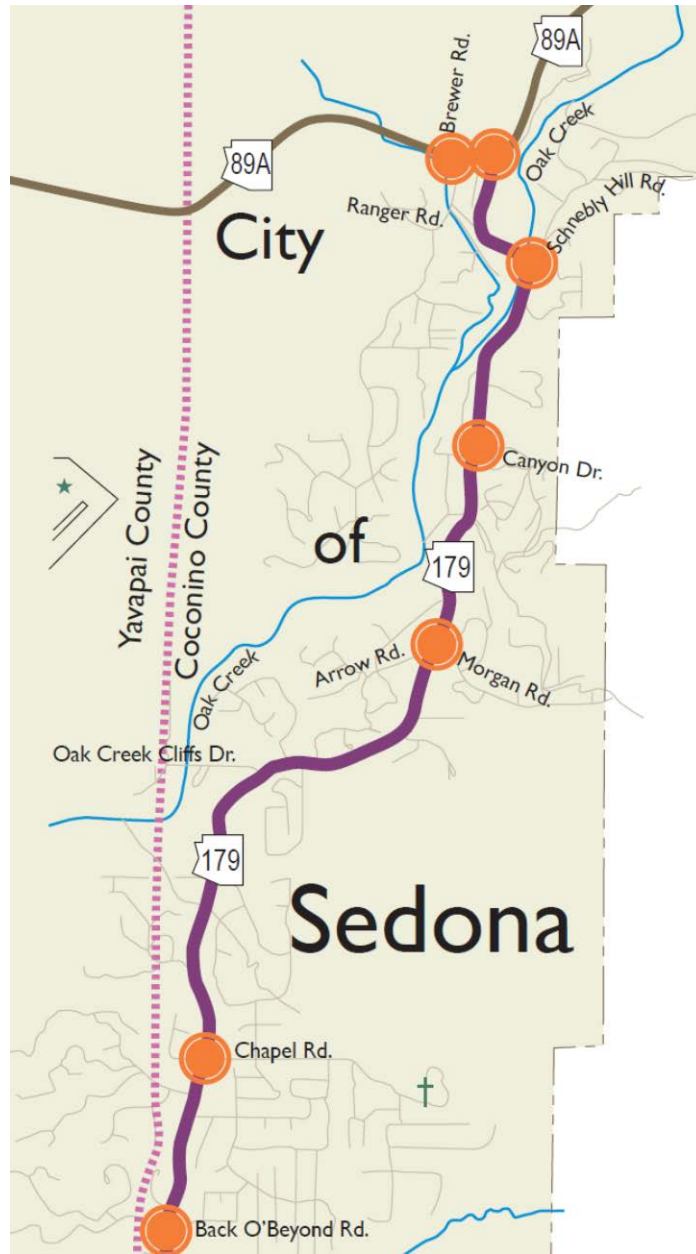 89A
Brewer Rd.
89A
Oak Creek
Ranger Rd.
Schnebly Hill Rd.
City
Canyon Dr.
Yavapai County
Coconino County
of
179
Arrow Rd.
Morgan Rd.
Oak Creek
Oak Creek Cliffs Dr.
179
Sedona
Chapel Rd.
Back O'Beyond Rd.